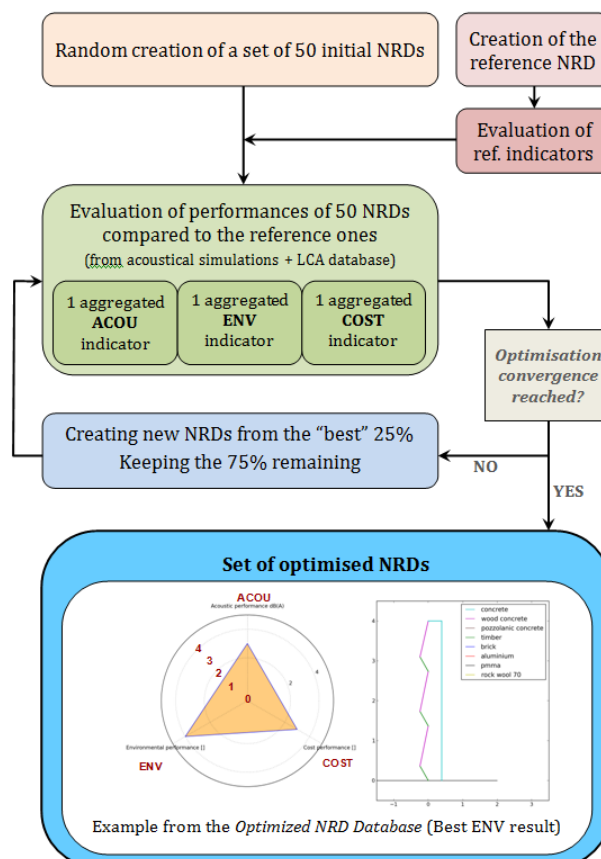 Random creation of a set of 50 initial NRDs
Creation of the
reference NRD
Evaluation of
ref. indicators
Evaluation of performances of 50 NRDs
compared to the reference ones
(from acoustical simulations + LCA database)
1 aggregated
ACOU
indicator
1 aggregated
ENV
indicator
1 aggregated
COST
indicator
Optimisation
convergence
reached?
Creating new NRDs from the “best” 25%
Keeping the 75% remaining
NO
YES
Set of optimised NRDs
ACOU
Acoustic performance dB(A)
4
3
2
1
0
2
4
Environmental performance []
Cost performance []
ENV
COST
concrete
wood concrete
pozzolanic concrete
timber
brick
aluminium
pmma
rock wool 70
4
3
2
1
0
−1
0
1
2
3
Example from the Optimized NRD Database (Best ENV result)